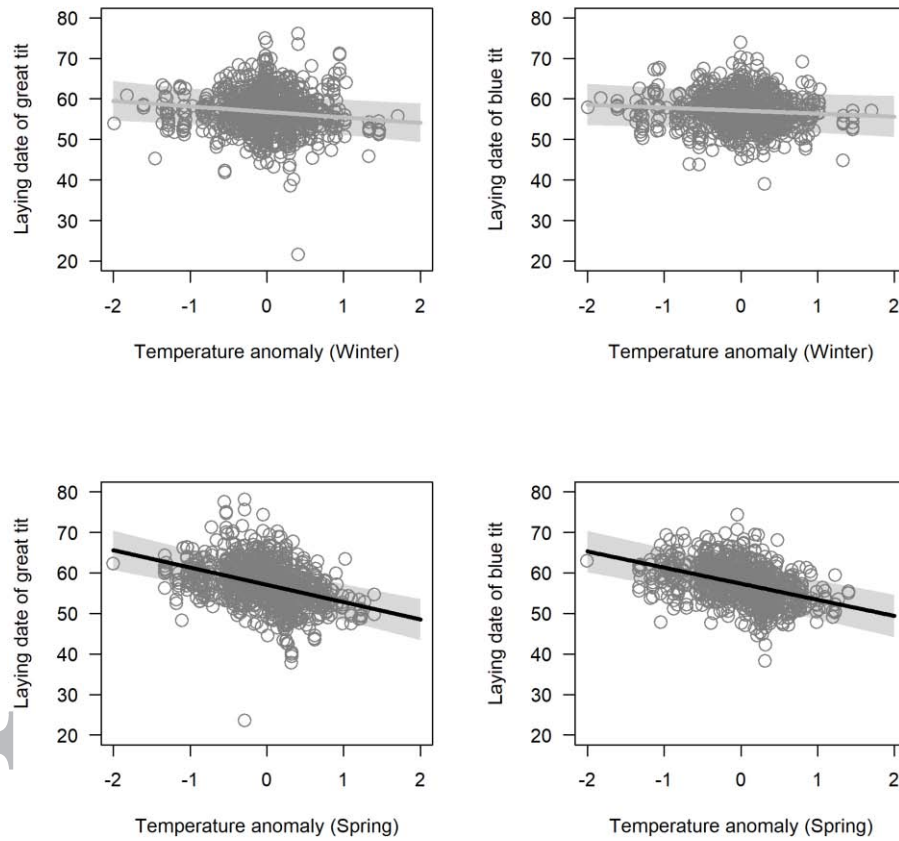 80
70
60
50
40
30
20
Laying date of great tit
-2 -1 0 1 2
Temperature anomaly (Winter)
80
70
60
50
40
30
20
Laying date of blue tit
-2 -1 0 1 2
Temperature anomaly (Winter)
80
70
60
50
40
30
20
Laying date of great tit
-2 -1 0 1 2
Temperature anomaly (Spring)
80
70
60
50
40
30
20
Laying date of blue tit
-2 -1 0 1 2
Temperature anomaly (Spring)